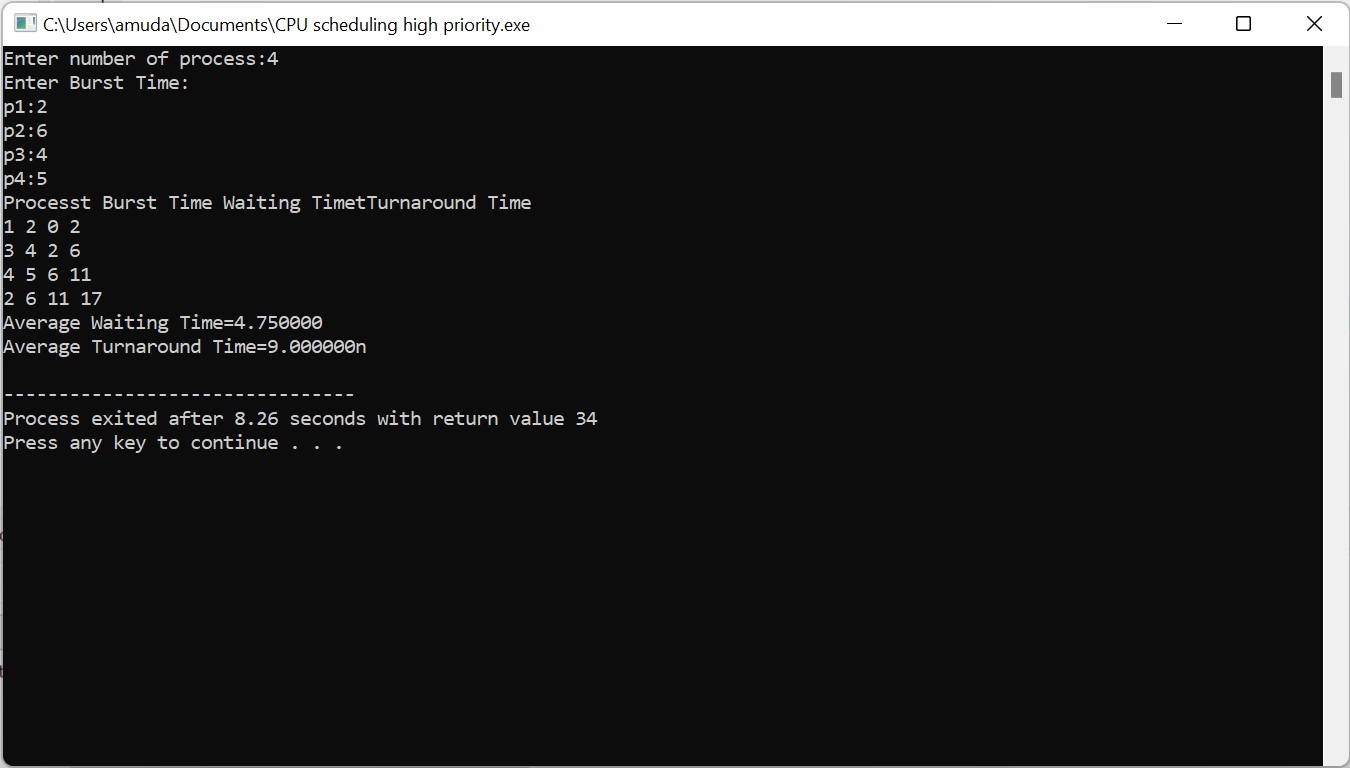 C:\Users\amuda\Documents\CPU scheduling high priority.exe
Enter number of process:4
Enter Burst Time:
p1:2
p2:6
p3:4
p4:5
Processt Burst Time Waiting TimetTurnaround Time
1 2 0 2
3 4 2 6
4 5 6 11
2 6 11 17
Average Waiting Time=4.750000
Average Turnaround Time=9.000000n
--------------------------------
Process exited after 8.26 seconds with return value 34
Press any key to continue . . .